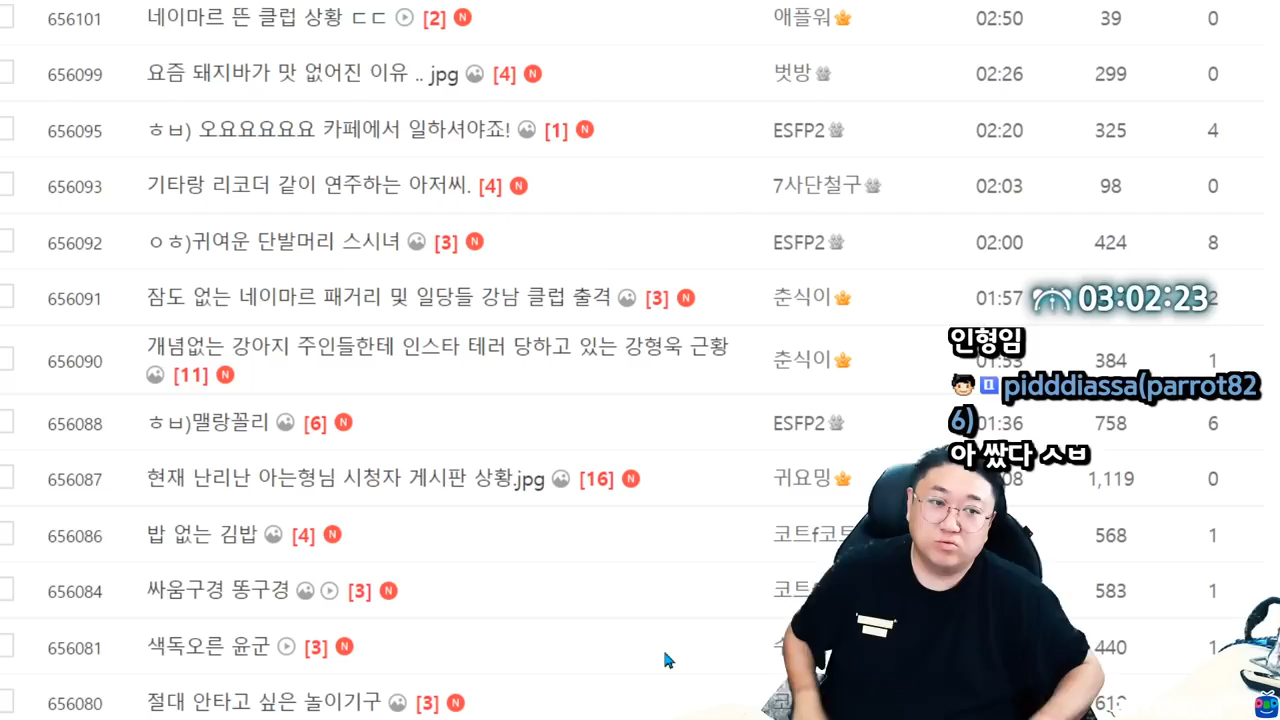 656101 네이마르 뜬 클럽 상황 ㄷㄷ [2] N 애플워 02:50 39 0
656099 요즘 돼지바가 맛 없어진 이유 .. jpg [4] N 벗방 02:26 299 0
656095 ㅎㅂ) 오요요요요요 카페에서 일하셔야죠! [1] N ESFP2 02:20 325 4
656093 기타랑 리코더 같이 연주하는 아저씨. [4] N 7사단철구 02:03 98 0
656092 ㅇㅎ)귀여운 단발머리 스시녀 [3] N ESFP2 02:00 424 8
656091 잠도 없는 네이마르 패거리 및 일당들 강남 클럽 출격 [3] N 춘식이 01:57 2
03:02:23
656090 개념없는 강아지 주인들한테 인스타 테러 당하고 있는 강형욱 근황 춘식이 01:53 384 1
[11] N
인형임
pidddiassa(parrot82
6)
아 쌌다 ㅅㅂ
656088 ㅎㅂ)맬랑꼴리 [6] N ESFP2 01:36 758 6
656087 현재 난리난 아는형님 시청자 게시판 상황.jpg [16] N 귀요밍 08 1,119 0
656086 밥 없는 김밥 [4] N 코트f코트 568 1
656084 싸움구경 똥구경 [3] N 코트 583 1
656081 색독오른 윤군 [3] N 440 1
656080 절대 안타고 싶은 놀이기구 [3] N